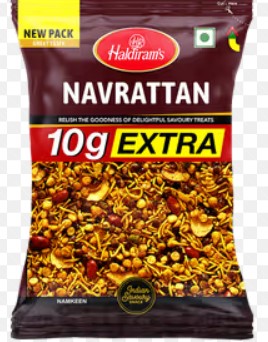 NEW PACK
Haldiram's
NAVRATTAN
RELISH THE GOODNESS OF DELIGHTFUL SAVOURY TREATS
10g EXTRA
NAMKEEN
Indian
Savoury